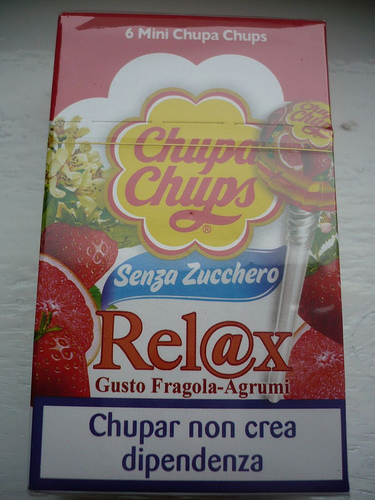 6 Mini Chupa Chups
Chupa
Chups
®
Senza Zucchero
Rel@x
Gusto Fragola-Agrumi
Chupar non crea
dipendenza